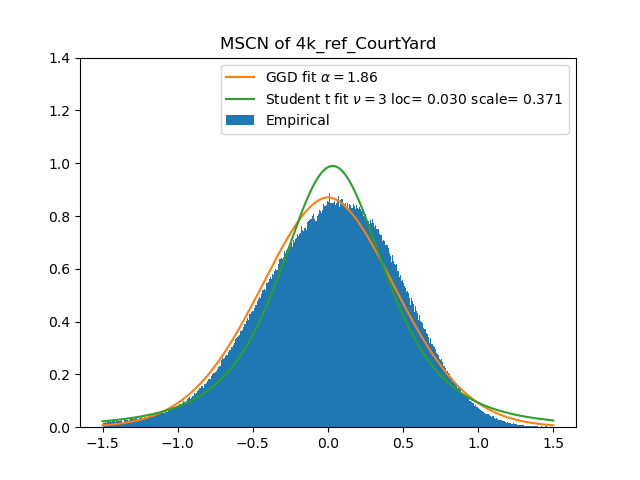 MSCN of 4k_ref_CourtYard
GGD fit α = 1.86
Student t fit ν = 3 loc= 0.030 scale= 0.371
Empirical
1.4
1.2
1.0
0.8
0.6
0.4
0.2
0.0
−1.5 −1.0 −0.5 0.0 0.5 1.0 1.5